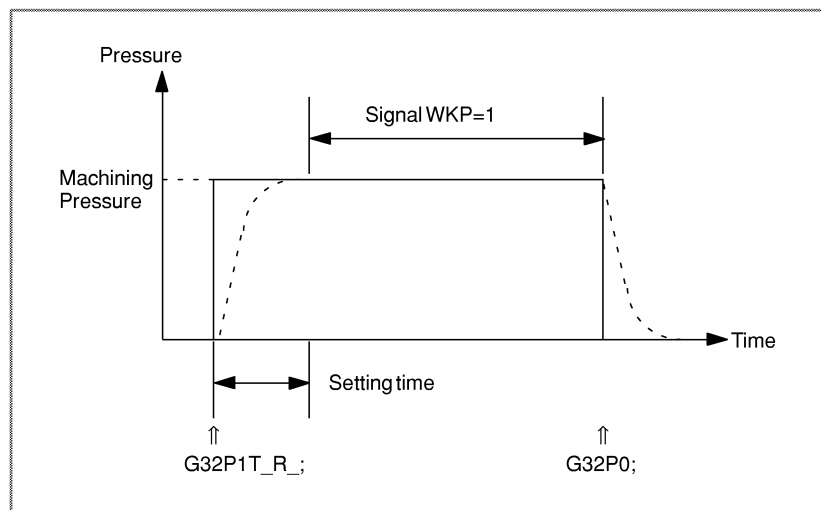 Pressure
Signal WKP=1
Machining
Pressure
Time
Setting time
⇑
⇑
G32P1T_R_;
G32P0;